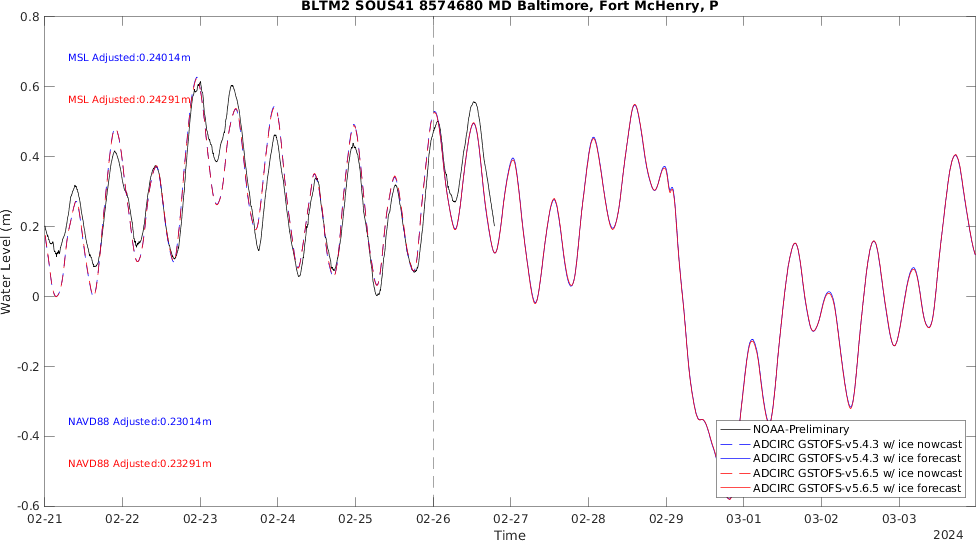 BLTM2 SOUS41 8574680 MD Baltimore, Fort McHenry, P
0.8
0.6
0.4
0.2
0
-0.2
-0.4
-0.6
Water Level (m)
MSL Adjusted:0.24014m
MSL Adjusted:0.24291m
NAVD88 Adjusted:0.23014m
NAVD88 Adjusted:0.23291m
NOAA-Preliminary
ADCIRC GSTOFS-v5.4.3 w/ ice nowcast
ADCIRC GSTOFS-v5.4.3 w/ ice forecast
ADCIRC GSTOFS-v5.6.5 w/ ice nowcast
ADCIRC GSTOFS-v5.6.5 w/ ice forecast
02-21 02-22 02-23 02-24 02-25 02-26 02-27 02-28 02-29 03-01 03-02 03-03
Time
2024